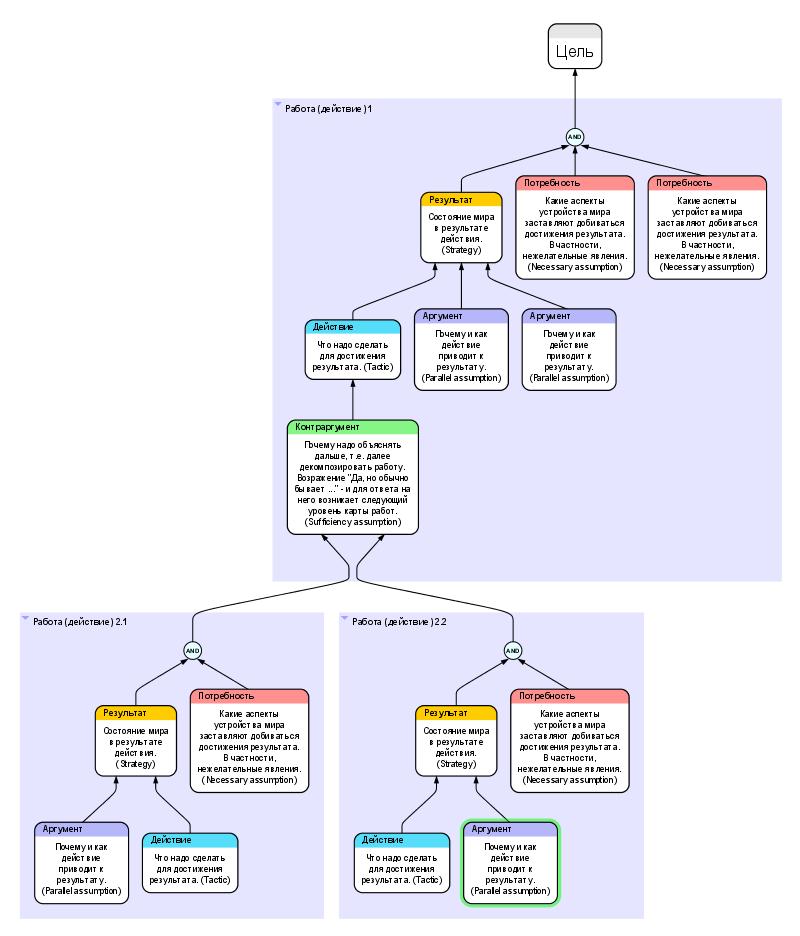 Цель
Работа (действие) 1
AND
Результат
Состояние мира
в результате
действия.
(Strategy)
Потребность
Какие аспекты
устройства мира
заставляют добиваться
достижения результата.
В частности,
нежелательные явления.
(Necessary assumption)
Потребность
Какие аспекты
устройства мира
заставляют добиваться
достижения результата.
В частности,
нежелательные явления.
(Necessary assumption)
Действие
Что надо сделать
для достижения
результата. (Tactic)
Аргумент
Почему и как
действие
приводит к
результату.
(Parallel assumption)
Аргумент
Почему и как
действие
приводит к
результату.
(Parallel assumption)
Контраргумент
Почему надо объяснять
дальше, т.е. далее
декомпозировать работу.
Возражение "Да, но обычно
бывает ..." - и для ответа на
него возникает следующий
уровень карты работ.
(Sufficiency assumption)
Работа (действие) 2.1
AND
Результат
Состояние мира
в результате
действия.
(Strategy)
Потребность
Какие аспекты
устройства мира
заставляют добиваться
достижения результата.
В частности,
нежелательные явления.
(Necessary assumption)
Аргумент
Почему и как
действие
приводит к
результату.
(Parallel assumption)
Действие
Что надо сделать
для достижения
результата. (Tactic)
Работа (действие) 2.2
AND
Результат
Состояние мира
в результате
действия.
(Strategy)
Потребность
Какие аспекты
устройства мира
заставляют добиваться
достижения результата.
В частности,
нежелательные явления.
(Necessary assumption)
Действие
Что надо сделать
для достижения
результата. (Tactic)
Аргумент
Почему и как
действие
приводит к
результату.
(Parallel assumption)